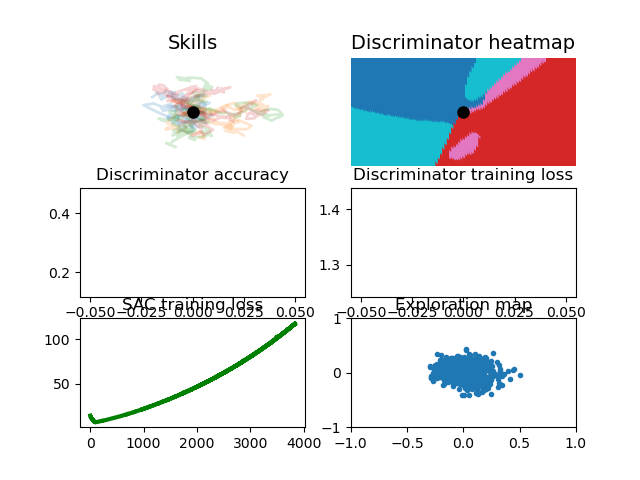 Skills
Discriminator heatmap
Discriminator accuracy
0.4
0.2
−0.050 −0.025 0.000 0.025 0.050
Discriminator training loss
1.4
1.3
−0.050 −0.025 0.000 0.025 0.050
SAC training loss
100
50
0 1000 2000 3000 4000
Exploration map
1
0
−1
−1.0 −0.5 0.0 0.5 1.0